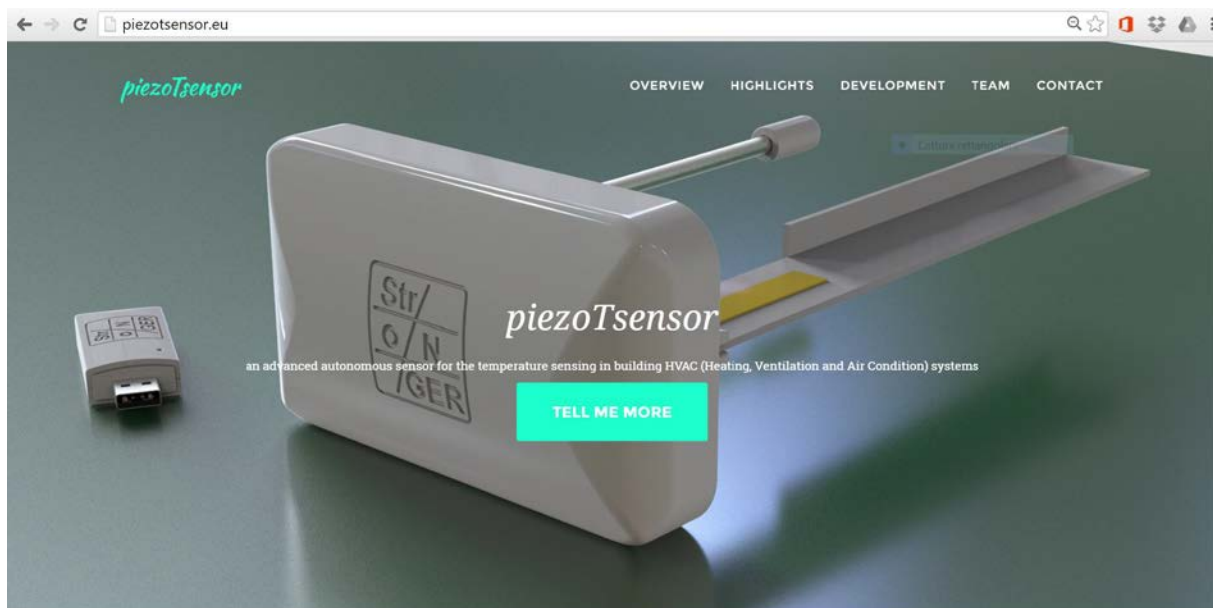 piezotsensor.eu
piezoTsensor
OVERVIEW HIGHLIGHTS DEVELOPMENT TEAM CONTACT
Str/
o/N
/GER
piezoTsensor
an advanced autonomous sensor for the temperature sensing in building HVAC (Heating, Ventilation and Air Condition) systems
TELL ME MORE